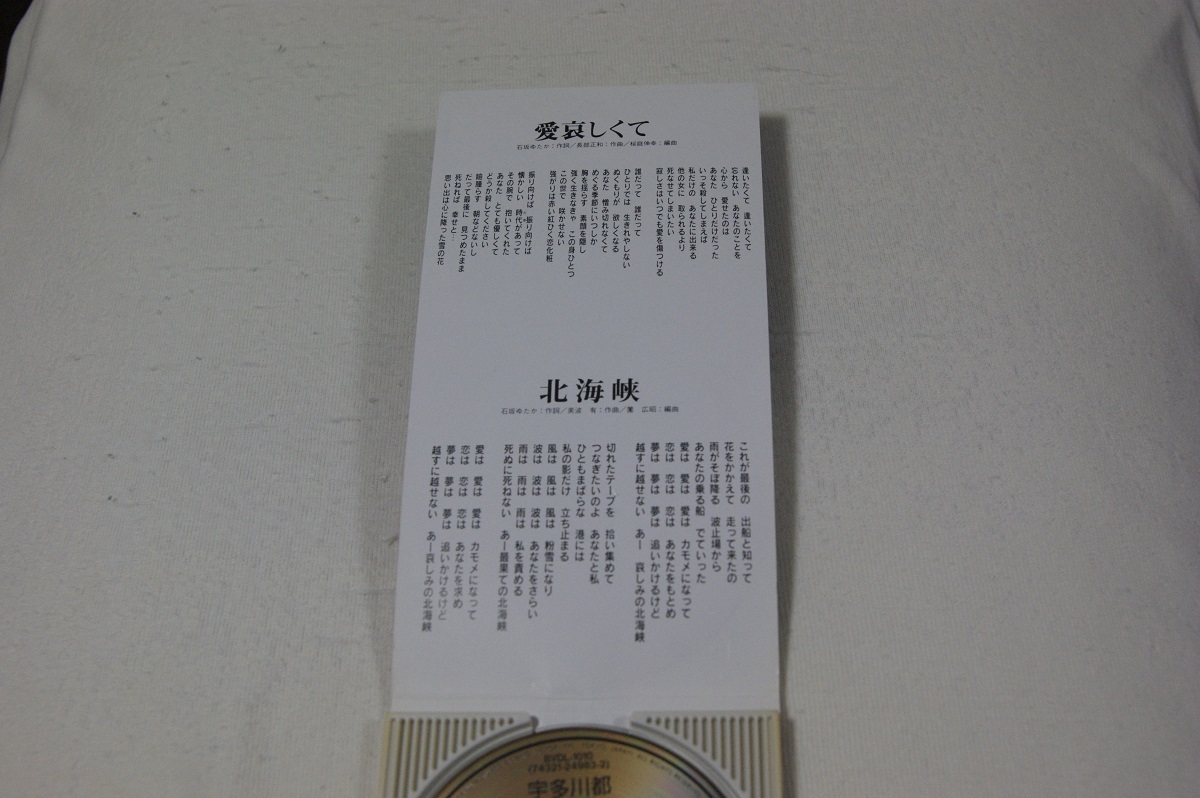 愛哀しくて
石坂ゆたか：作詞／長部正和：作曲／桜庭伸幸：編曲
逢いたくて 逢いたくて
忘れない あなたのことを
心から 愛せたのは
あなた ひとりだけだった
いっそ殺してしまえば
私だけの あなたに出来る
他の女に 取られるより
死なせてしまいたい
寂しさはいつでも愛を傷つける
誰だって 誰だって
ひとりでは 生きれやしない
ぬくもりが 欲しくなる
あなた 憎み切れなくて
めぐる季節にいつしか
胸を揺らす 素顔を隠し
強く生きなきゃ この身ひとつ
この世で 咲かせない
強がりは赤い紅ひく恋化粧
振り向けば 振り向けば
懐かしい 時代があって
その腕で 抱いてくれた
あなた とても優しくて
どうか殺してください
暗闇らす 朝などないし
だって最後に 見つめたまま
死ねれば 幸せと…
思い出は心に降った雪の花
北海峡
石坂ゆたか：作詞／美波 有：作曲／薫 広昭：編曲
これが最後の 出船と知って
花をかかえて 走って来たの
雨がそぼ降る 波止場から
あなたの乗る船 でていった
愛は 愛は 愛は カモメになって
恋は 恋は 恋は あなたをもとめ
夢は 夢は 夢は 追いかけるけど
越すに越せない あー 哀しみの北海峡
切れたテープを 拾い集めて
つなぎたいのよ あなたと私
ひともまばらな 港には
私の影だけ 立ち止まる
風は 風は 風は 粉雪になり
波は 波は 波は あなたをさらい
雨は 雨は 雨は 私を責める
死ぬに死ねない あー最果ての北海峡
愛は 愛は 愛は カモメになって
恋は 恋は 恋は あなたを求め
夢は 夢は 夢は 追いかけるけど
越すに越せない あー哀しみの北海峡
BVDL-1010
(74321-24963-2)
宇多川都